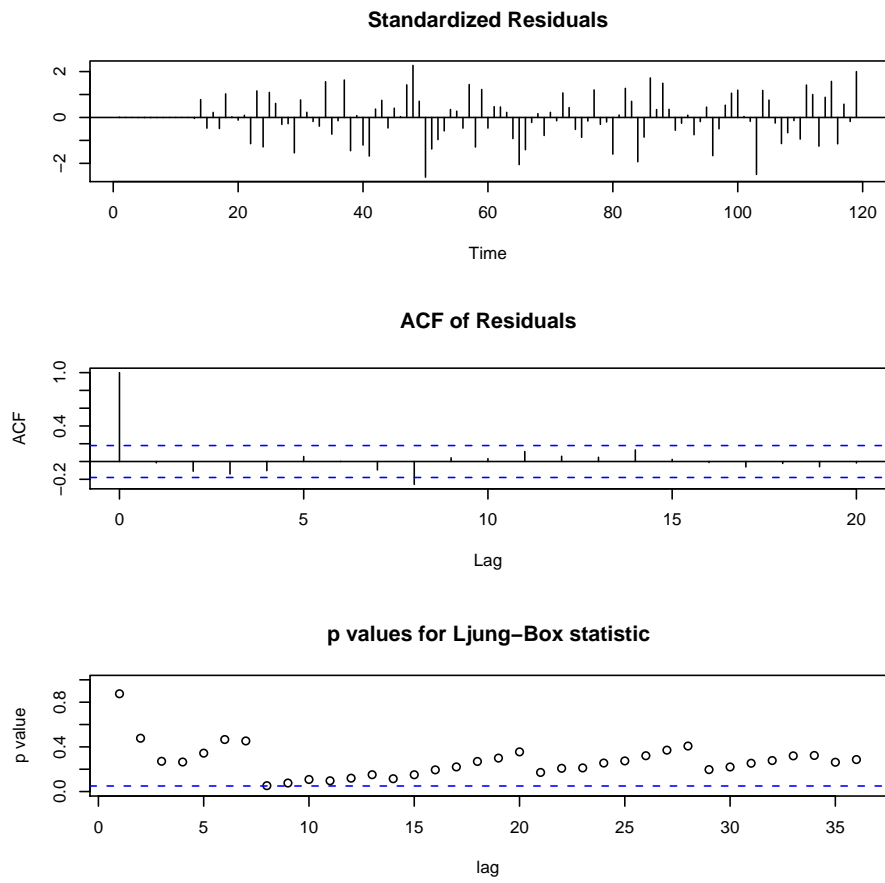 Standardized Residuals
2
0
−2
0 20 40 60 80 100 120
Time
ACF of Residuals
1.0
0.4
−0.2
ACF
0 5 10 15 20
Lag
p values for Ljung−Box statistic
0.8
0.4
0.0
p value
0 5 10 15 20 25 30 35
lag